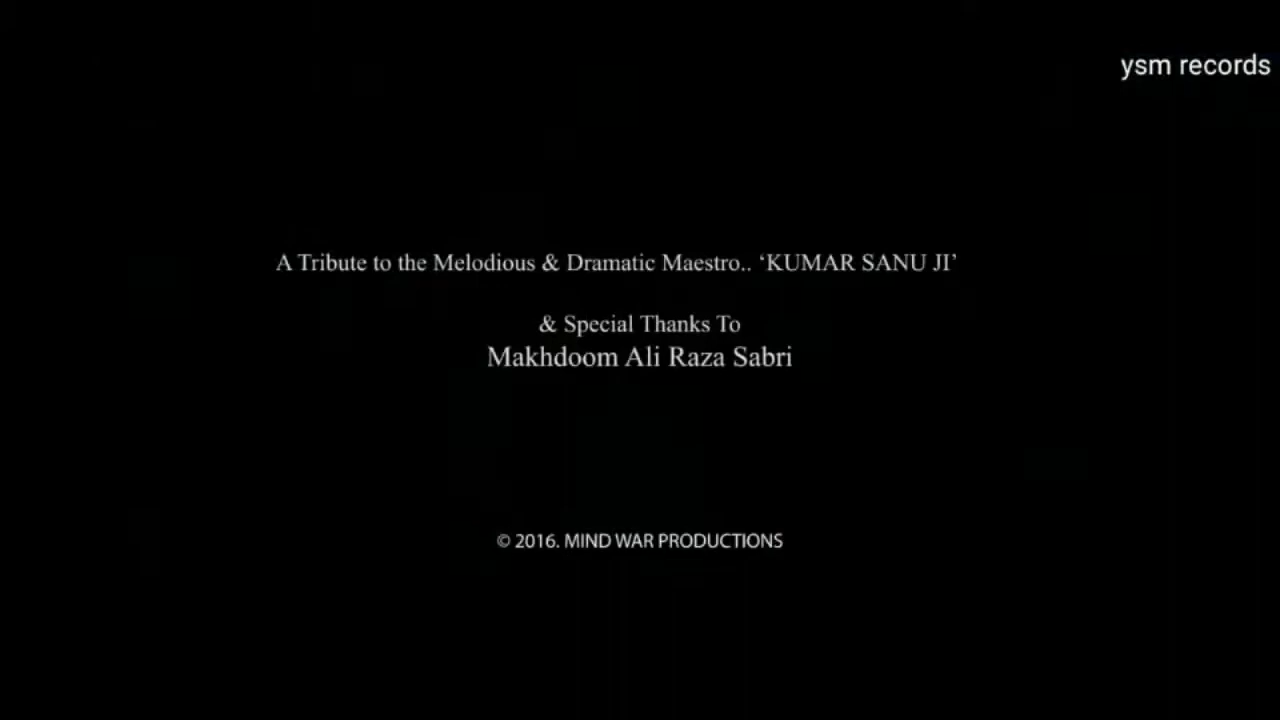 ysm records
A Tribute to the Melodious & Dramatic Maestro.. ‘KUMAR SANU JI’
& Special Thanks To
Makhdoom Ali Raza Sabri
© 2016. MIND WAR PRODUCTIONS